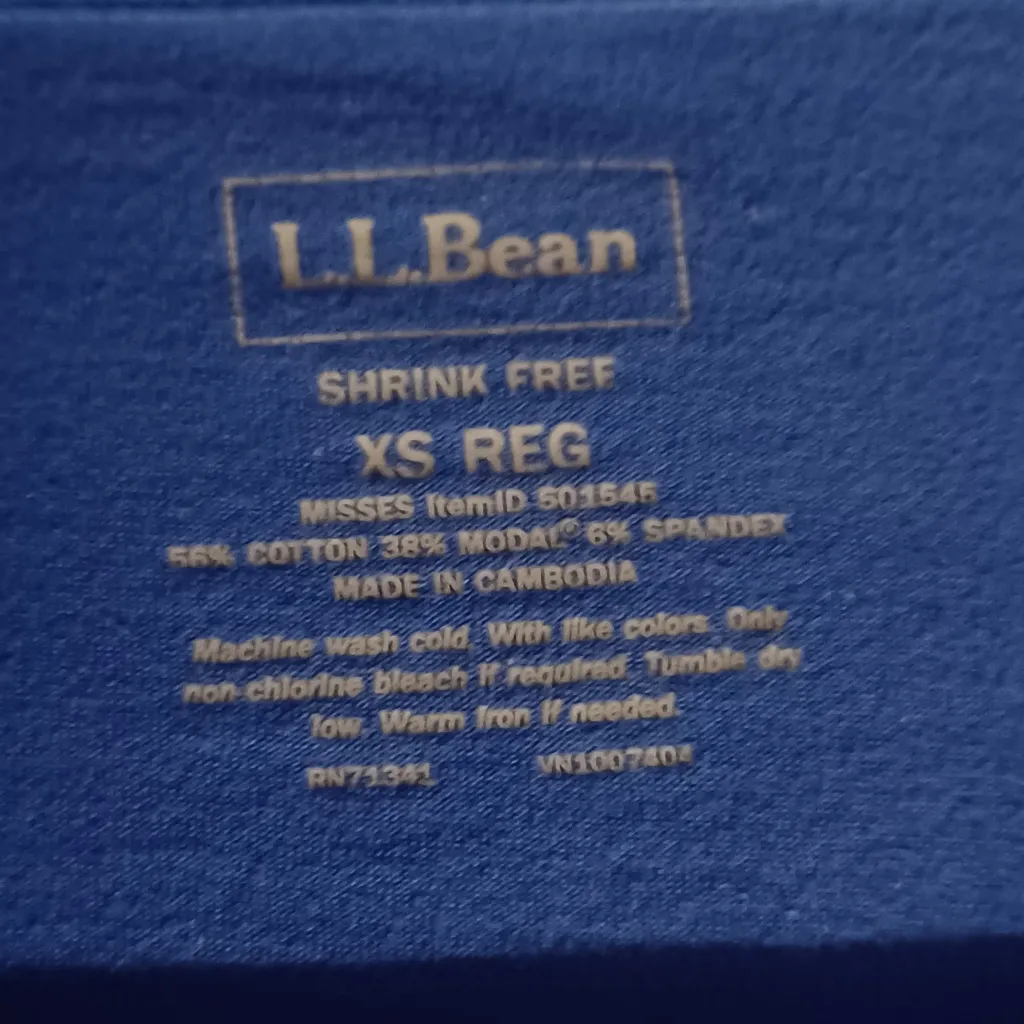 L.L.Bean
SHRINK FREE
XS REG
MISSES ItemID 501545
56% COTTON 38% MODAL® 6% SPANDEX
MADE IN CAMBODIA
Machine wash cold. With like colors. Only
non-chlorine bleach if required. Tumble dry
low. Warm iron if needed.
RN71341 VN1007404